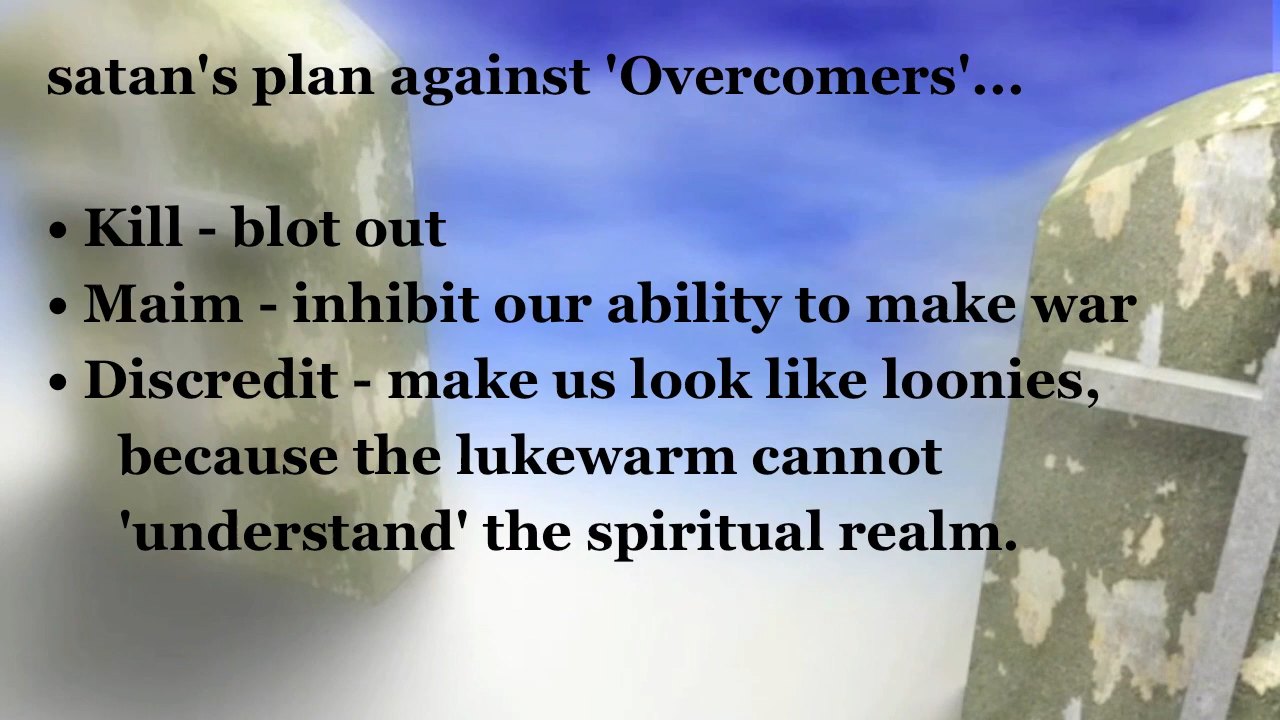 satan's plan against 'Overcomers'...
• Kill - blot out
• Maim - inhibit our ability to make war
• Discredit - make us look like loonies,
because the lukewarm cannot
'understand' the spiritual realm.